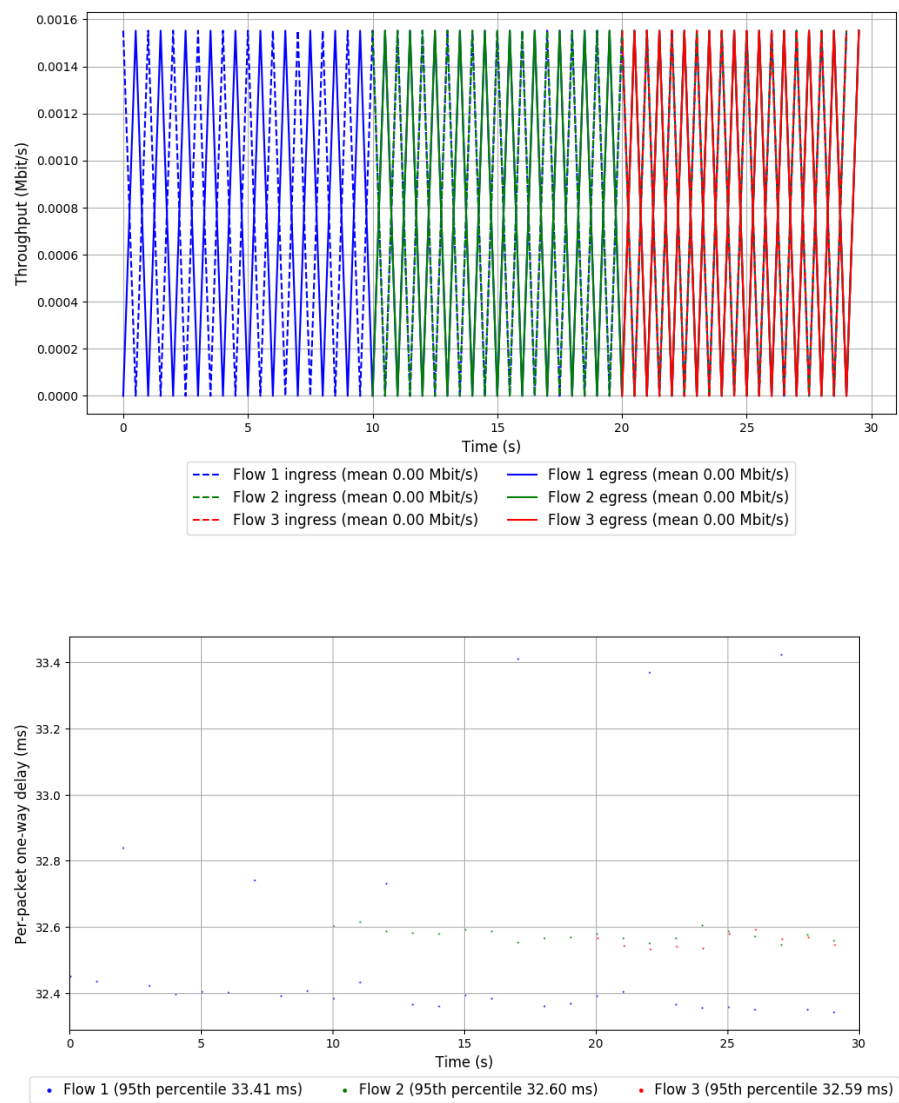 0.0016
0.0014
0.0012
0.0010
0.0008
0.0006
0.0004
0.0002
0.0000
Throughput (Mbit/s)
0 5 10 15 20 25 30
Time (s)
Flow 1 ingress (mean 0.00 Mbit/s) Flow 1 egress (mean 0.00 Mbit/s)
Flow 2 ingress (mean 0.00 Mbit/s) Flow 2 egress (mean 0.00 Mbit/s)
Flow 3 ingress (mean 0.00 Mbit/s) Flow 3 egress (mean 0.00 Mbit/s)
33.4
33.2
33.0
32.8
32.6
32.4
Per-packet one-way delay (ms)
0 5 10 15 20 25 30
Time (s)
Flow 1 (95th percentile 33.41 ms) Flow 2 (95th percentile 32.60 ms) Flow 3 (95th percentile 32.59 ms)